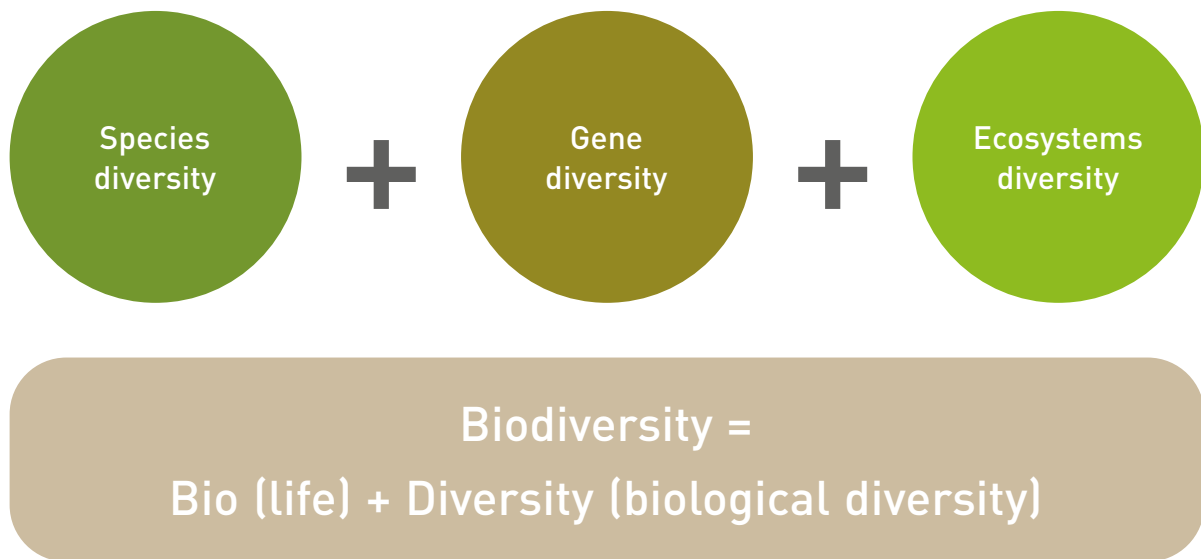 Species
diversity
+
Gene
diversity
+
Ecosystems
diversity
Biodiversity =
Bio (life) + Diversity (biological diversity)